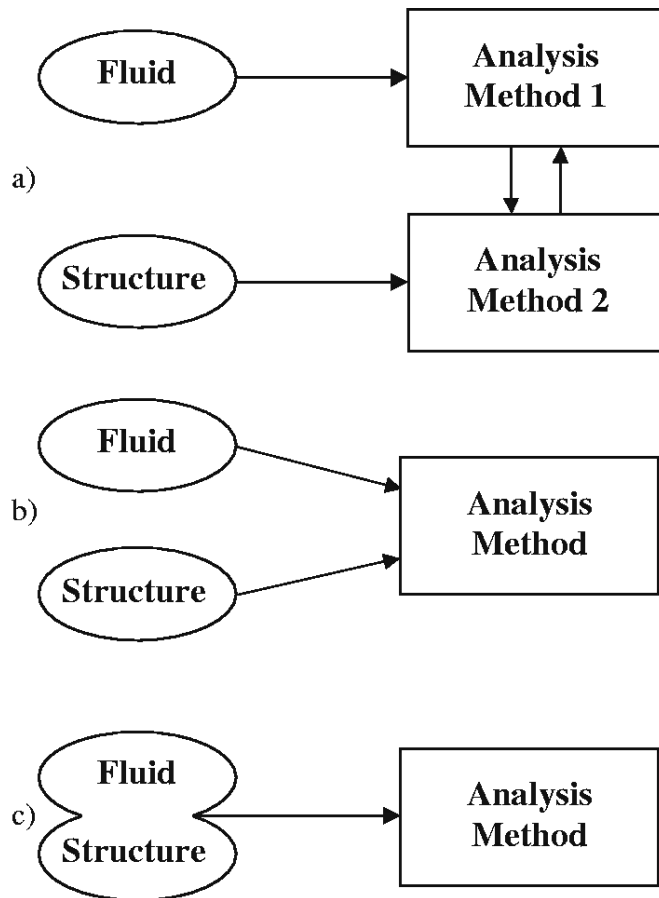 Fluid
Analysis
Method 1
a)
Structure
Analysis
Method 2
Fluid
b)
Analysis
Method
Structure
Fluid
c)
Structure
Analysis
Method